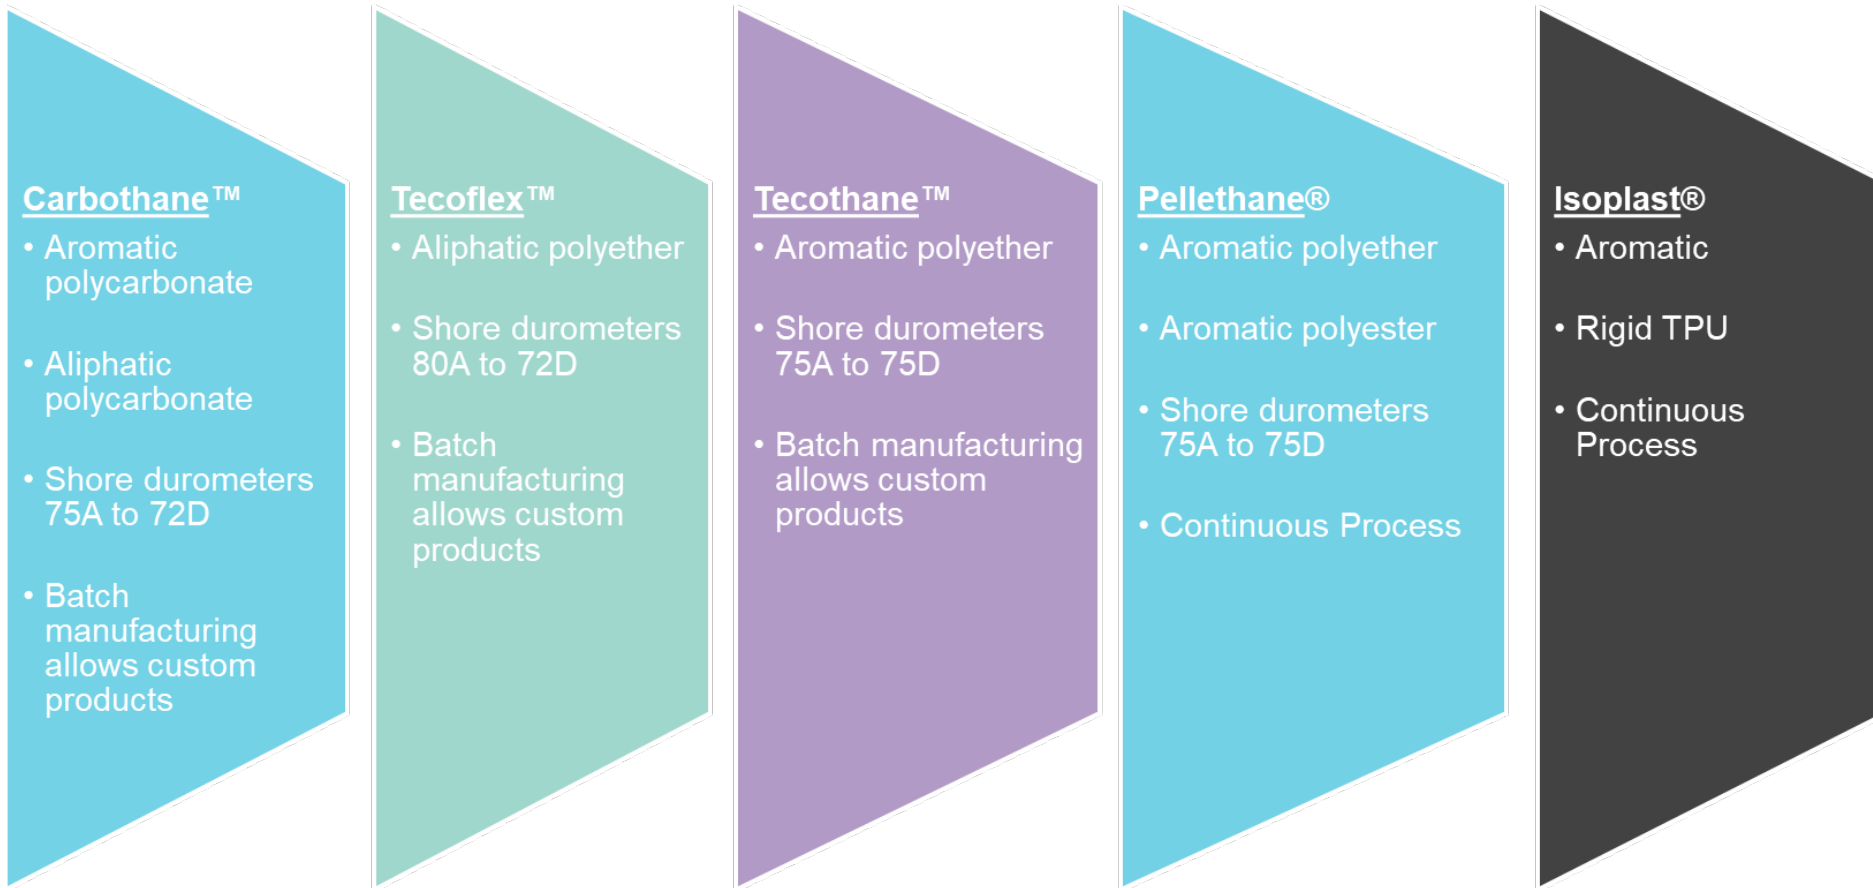 Carbothane™
• Aromatic
polycarbonate
• Aliphatic
polycarbonate
• Shore durometers
75A to 72D
• Batch
manufacturing
allows custom
products
Tecoflex™
• Aliphatic polyether
• Shore durometers
80A to 72D
• Batch
manufacturing
allows custom
products
Tecothane™
• Aromatic polyether
• Shore durometers
75A to 75D
• Batch manufacturing
allows custom
products
Pellethane®
• Aromatic polyether
• Aromatic polyester
• Shore durometers
75A to 75D
• Continuous Process
Isoplast®
• Aromatic
• Rigid TPU
• Continuous
Process